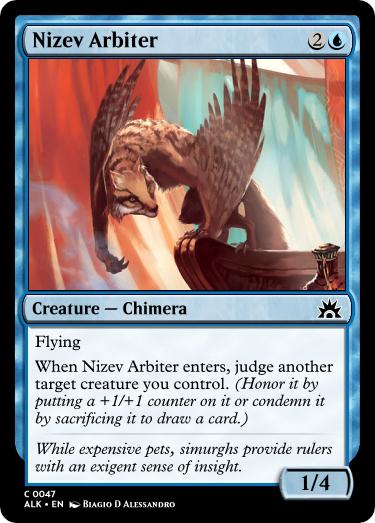 Nizev Arbiter 2
Creature — Chimera
Flying
When Nizev Arbiter enters, judge another
target creature you control. (Honor it by
putting a +1/+1 counter on it or condemn it
by sacrificing it to draw a card.)
While expensive pets, simurghs provide rulers
with an exigent sense of insight.
1/4
C 0047
ALK • EN Biagio D Alessandro